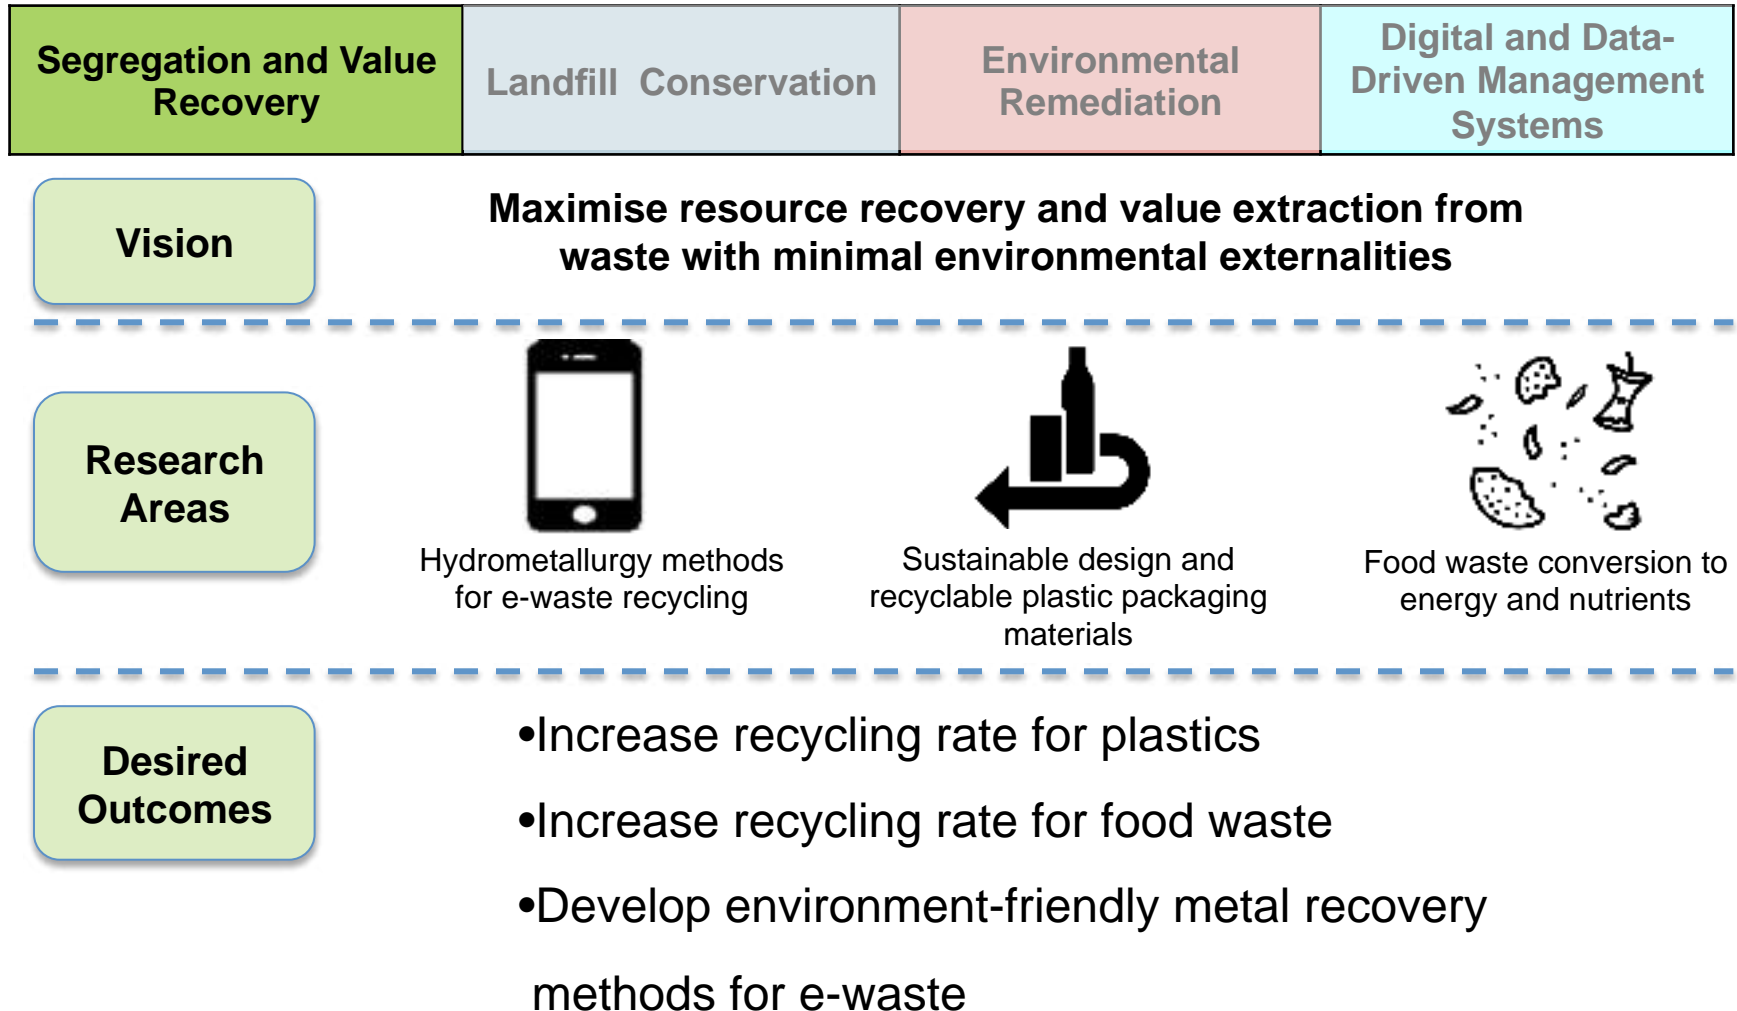 Segregation and Value
Recovery
Landfill  Conservation
Environmental
Remediation
Digital and Data-
Driven Management
Systems
Vision
Maximise resource recovery and value extraction from
waste with minimal environmental externalities
Research
Areas
Hydrometallurgy methods
for e-waste recycling
Sustainable design and
recyclable plastic packaging
materials
Food waste conversion to
energy and nutrients
Desired
Outcomes
•Increase recycling rate for plastics
•Increase recycling rate for food waste
•Develop environment-friendly metal recovery
methods for e-waste